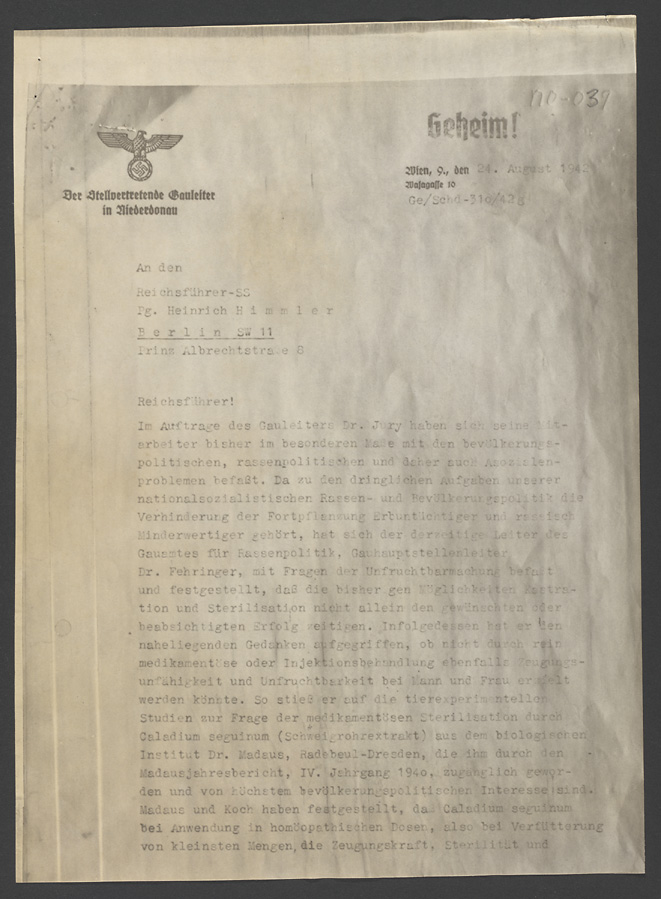 NO-039
Geheim!
Wien, 9., den 24. August 1942
Wasagasse 10
Ge/Schd-310/42g
Der Stellvertretende Gauleiter
in Niederdonau
An den
Reichsführer-SS
Pg. Heinrich H i m m l e r
B e r l i n SW 11
Prinz Albrechtstraße 8
Reichsführer!
Im Auftrage des Gauleiters Dr. Jury haben sich seine Mit-
arbeiter bisher im besonderen Maße mit den bevölkerungs-
politischen, rassenpolitischen und daher auch Asozialen-
problemen befaßt. Da zu den dringlichen Aufgaben unserer
nationalsozialistischen Rassen- und Bevölkerungspolitik die
Verhinderung der Fortpflanzung Erbuntüchtiger und rassisch
Minderwertiger gehört, hat sich der derzeitige Leiter des
Gauamtes für Rassenpolitik, Gauhauptstellenleiter
Dr. Fehringer, mit Fragen der Unfruchtbarmachung befaßt
und festgestellt, daß die bisher gen Möglichkeiten Kastra-
tion und Sterilisation nicht allein den gewünschten oder
beabsichtigten Erfolg zeitigen. Infolgedessen hat er den
naheliegenden Gedanken aufgegriffen, ob nicht durch rein
medikamentöse oder Injektionsbehandlung ebenfalls Zeugungs-
unfähigkeit und Unfruchtbarkeit bei Mann und Frau erzielt
werden könnte. So stieß er auf die tierexperimentellen
Studien zur Frage der medikamentösen Sterilisation durch
Caladium seguinum (Schweigrohrextrakt) aus dem biologischen
Institut Dr. Madaus, Radebeul-Dresden, die ihm durch den
Madausjahresbericht, IV. Jahrgang 1940, zugänglich gewor-
den und von höchstem bevölkerungspolitischen Interesse sind.
Madaus und Koch haben festgestellt, daß Caladium seguinum
bei Anwendung in homöopathischen Dosen, also bei Verfütterung
von kleinsten Mengen, die Zeugungskraft, Sterilität und